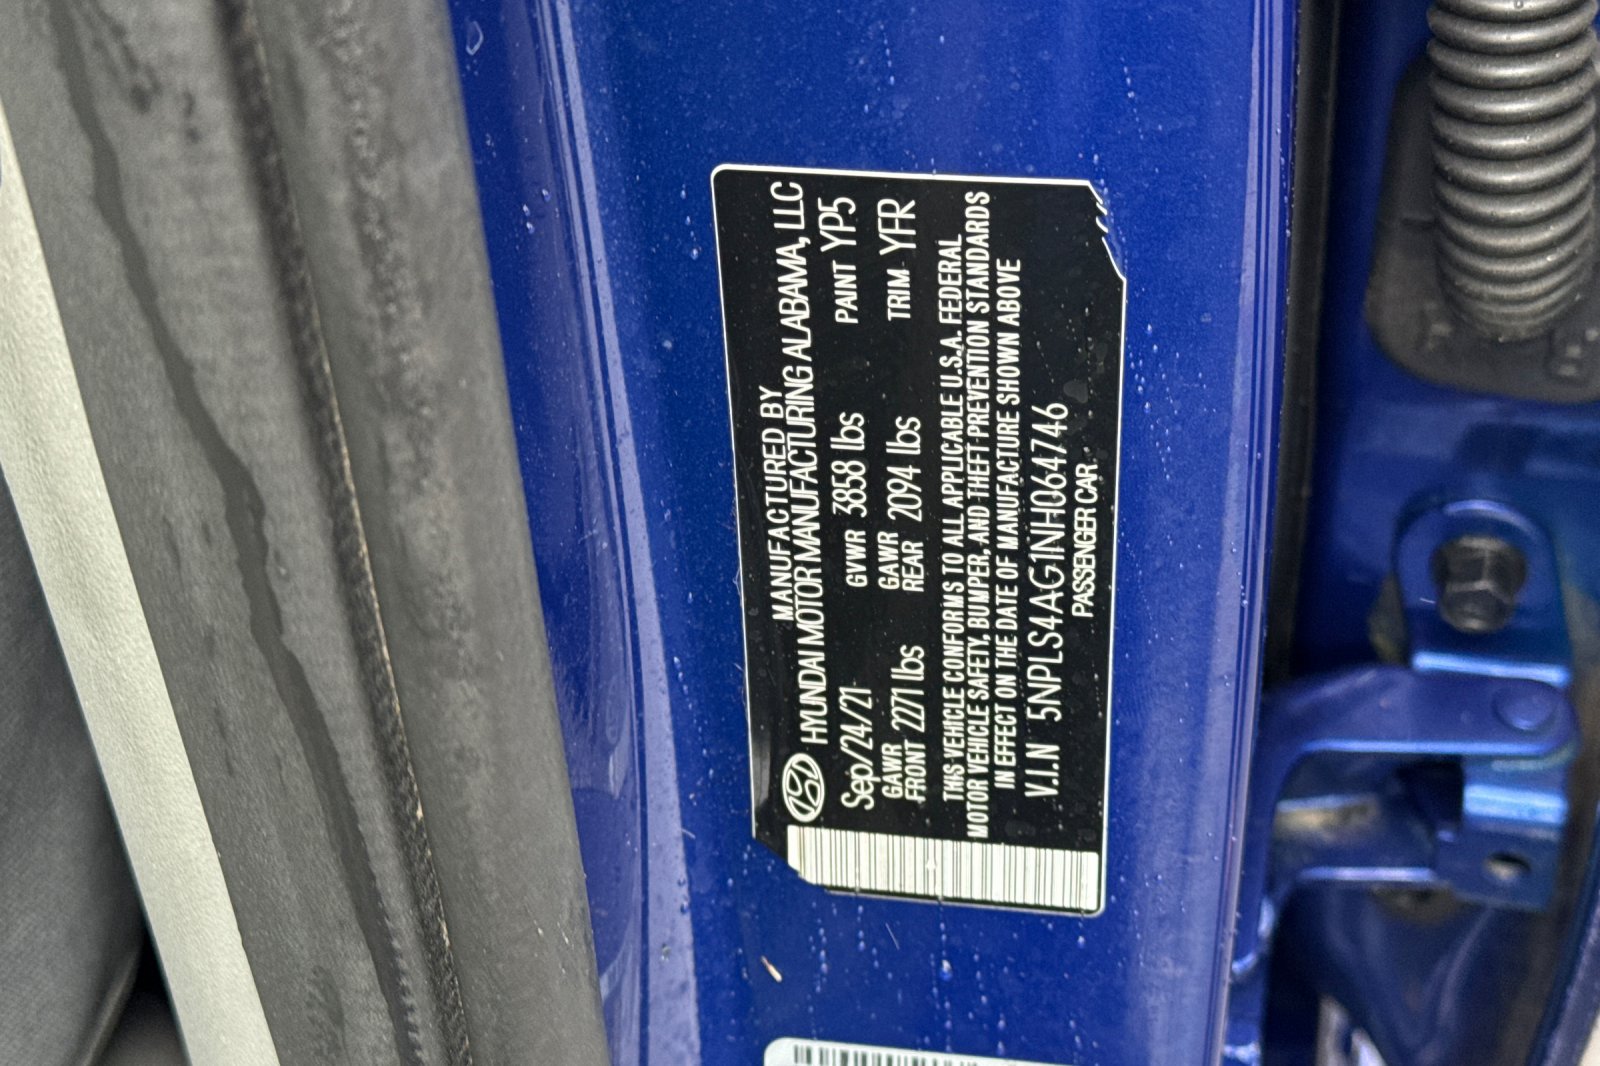 MANUFACTURED BY
HYUNDAI MOTOR MANUFACTURING ALABAMA, LLC
Sep/24/21 GVWR 3858 lbs PAINT YP5
GAWR FRONT 2271 lbs GAWR REAR 2094 lbs TRIM YFR
THIS VEHICLE CONFORMS TO ALL APPLICABLE U.S.A. FEDERAL
MOTOR VEHICLE SAFETY, BUMPER, AND THEFT PREVENTION STANDARDS
IN EFFECT ON THE DATE OF MANUFACTURE SHOWN ABOVE
V.I.N 5NPLS4AG1NH064746
PASSENGER CAR